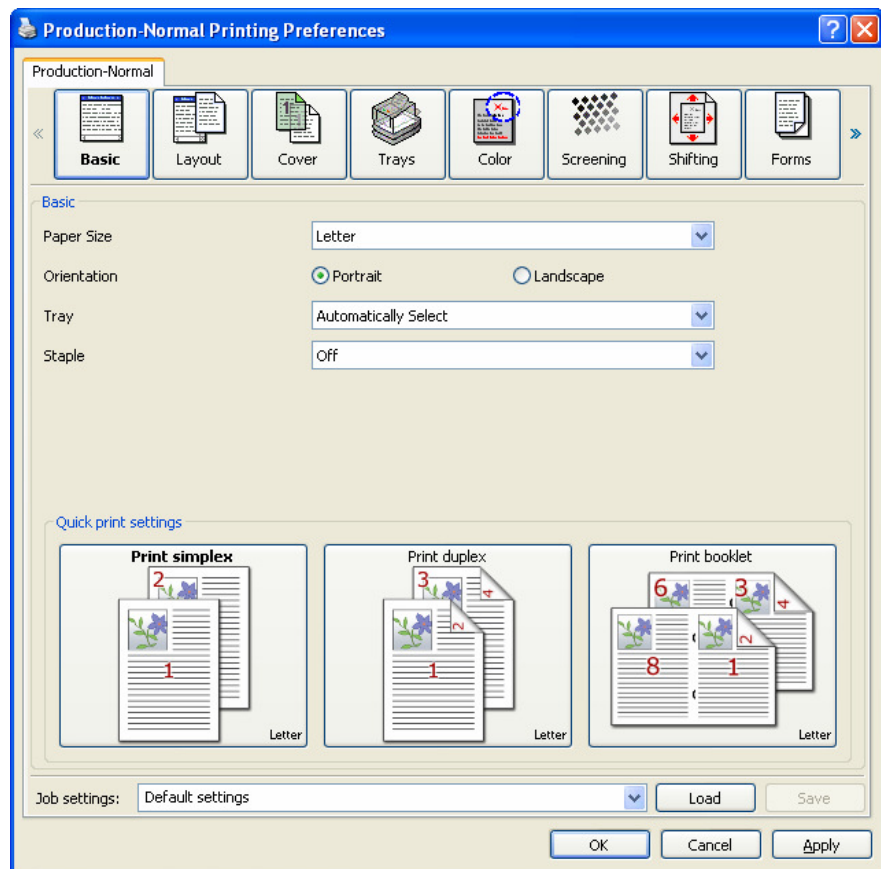 Production-Normal Printing Preferences
Production-Normal
«
Basic
Layout
Cover
Trays
Color
Screening
Shifting
Forms
»
Basic
Paper Size
Letter
Orientation
Portrait
Landscape
Tray
Automatically Select
Staple
Off
Quick print settings
Print simplex
2
1
Letter
Print duplex
3
4
2
1
Letter
Print booklet
6
3
4
2
8
1
Letter
Job settings:
Default settings
Load
Save
OK
Cancel
Apply